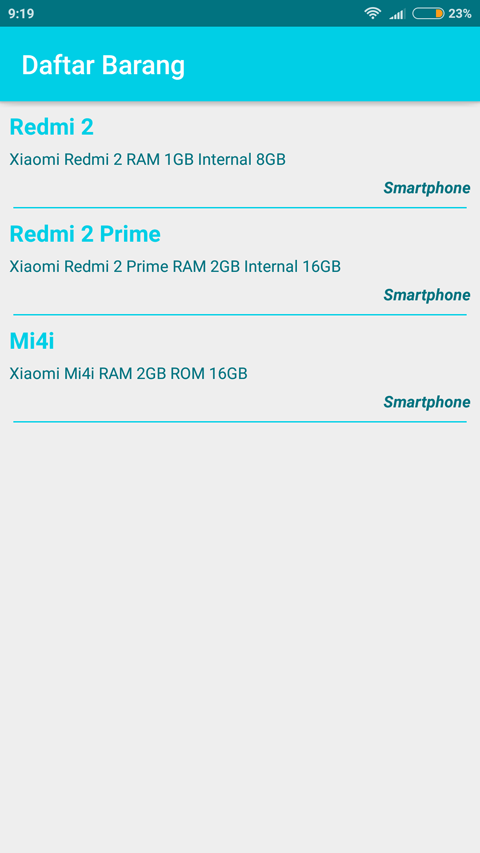 9:19
23%
Daftar Barang
Redmi 2
Xiaomi Redmi 2 RAM 1GB Internal 8GB
Smartphone
Redmi 2 Prime
Xiaomi Redmi 2 Prime RAM 2GB Internal 16GB
Smartphone
Mi4i
Xiaomi Mi4i RAM 2GB ROM 16GB
Smartphone